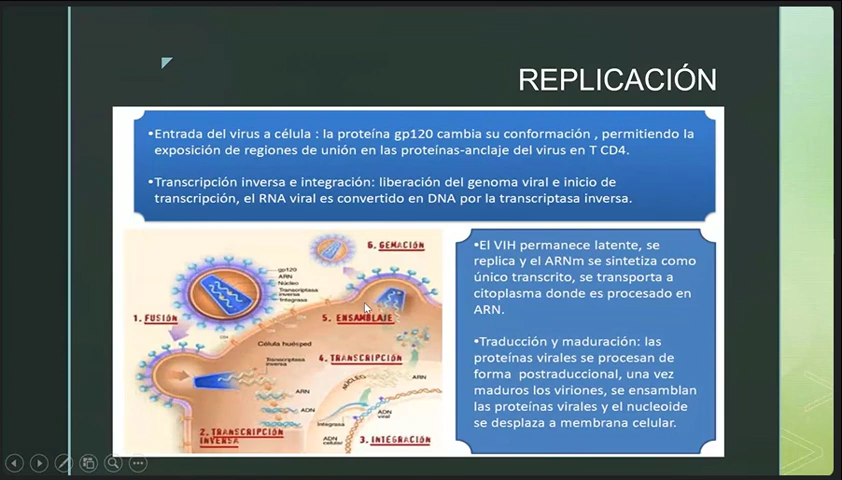 REPLICACIÓN
•Entrada del virus a célula : la proteína gp120 cambia su conformación , permitiendo la
exposición de regiones de unión en las proteínas-anclaje del virus en T CD4.
•Transcripción inversa e integración: liberación del genoma viral e inicio de
transcripción, el RNA viral es convertido en DNA por la transcriptasa inversa.
6. GEMACIÓN
gp120
ARN
Núcleo
Transcriptasa
inversa
Integrasa
1. FUSIÓN
5. ENSAMBLAJE
CD4
Célula huésped
4. TRANSCRIPCIÓN
Transcriptasa
inversa
NÚCLEO
ARN
ARN
ADN
ADN
viral
Integrasa
ADN
celular
2. TRANSCRIPCIÓN
INVERSA
3. INTEGRACIÓN
•El VIH permanece latente, se
replica y el ARNm se sintetiza como
único transcrito, se transporta a
citoplasma donde es procesado en
ARN.
•Traducción y maduración: las
proteínas virales se procesan de
forma postraduccional, una vez
maduros los viriones, se ensamblan
las proteínas virales y el nucleoide
se desplaza a membrana celular.